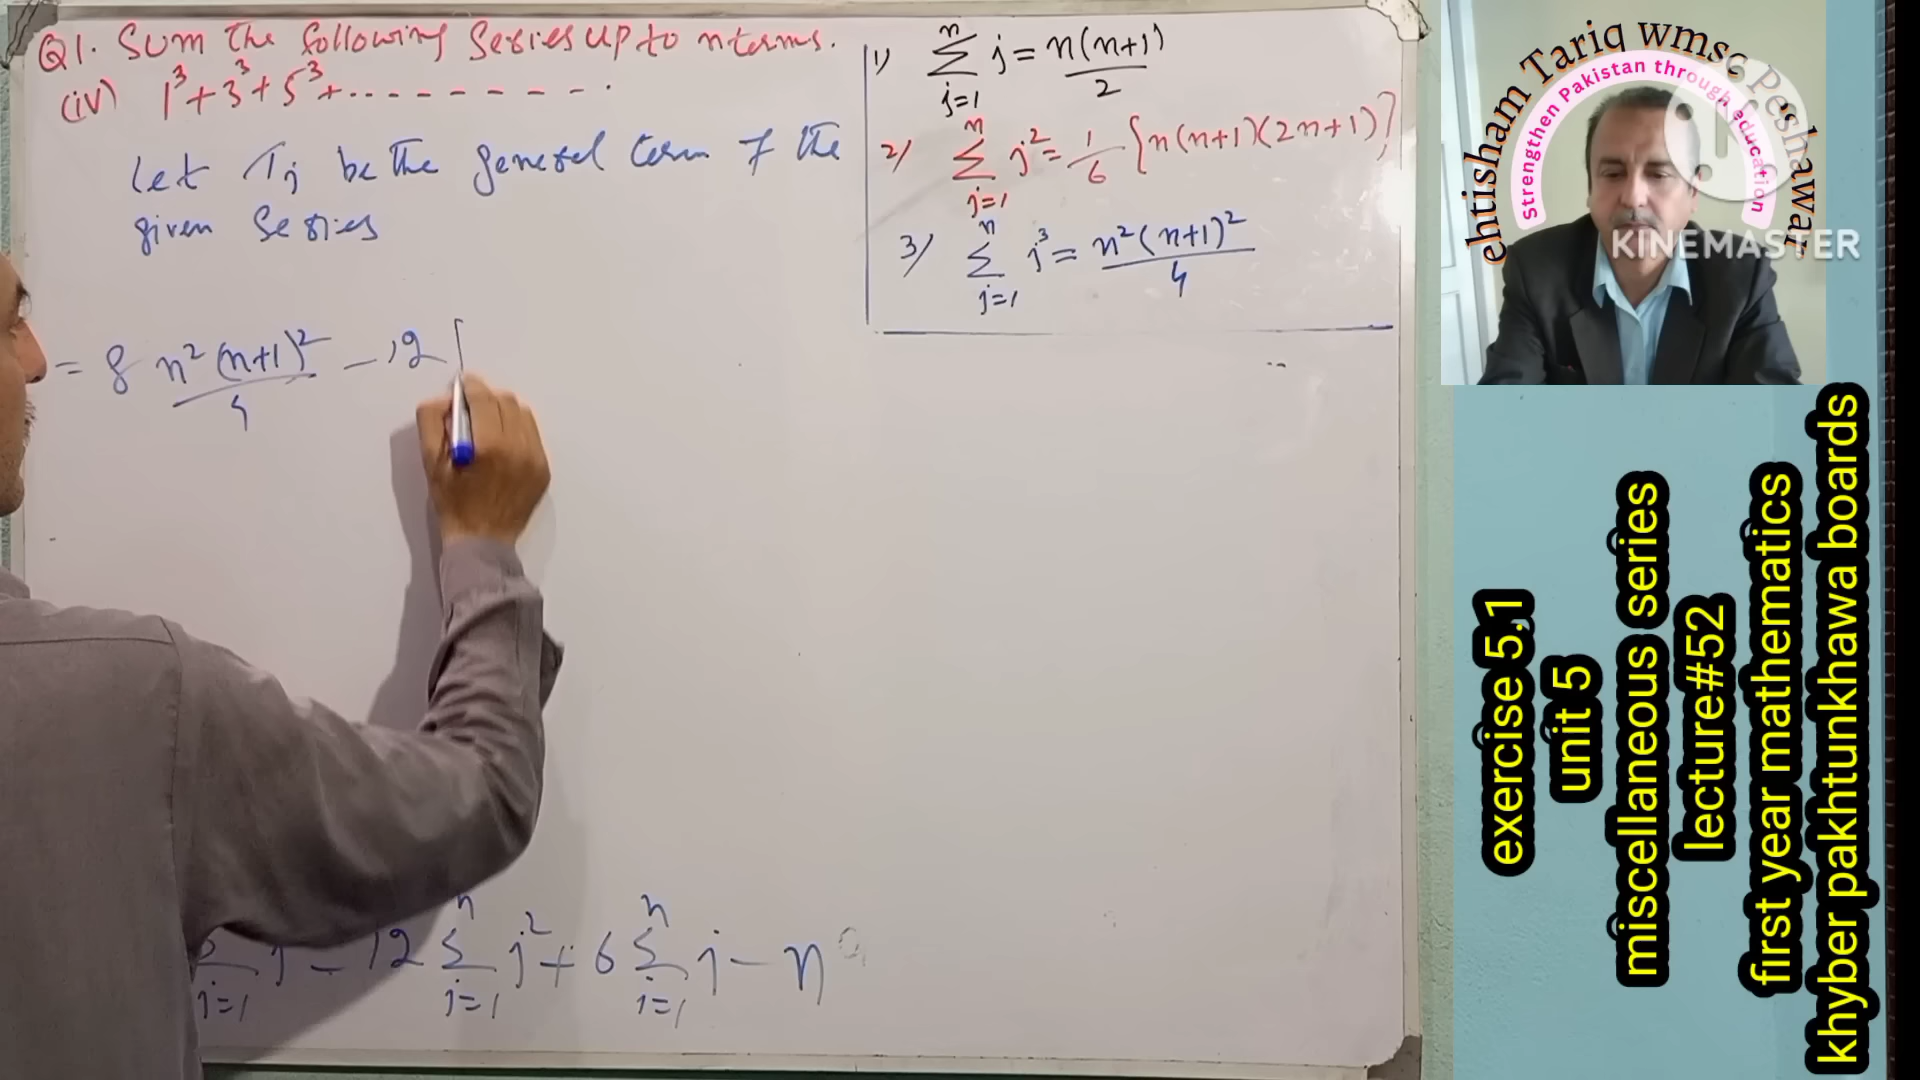 Q1. Sum the following series up to n terms.
(iv) 1³+3³+5³+..........
Let Tj be the general term of the
given series
= 8 n²(n+1)²/4 - 12 [
j=1 j - 12 n∑j=1 j² + 6 n∑j=1 j - n
1) n∑j=1 j = n(n+1)/2
2) n∑j=1 j² = 1/6 {n(n+1)(2n+1)}
3) n∑j=1 j³ = n²(n+1)²/4
ehtisham Tariq wmsc Peshawar
Strengthen Pakistan through education
KINEMASTER
exercise 5.1
unit 5
miscellaneous series
lecture#52
first year mathematics
khyber pakhtunkhawa boards